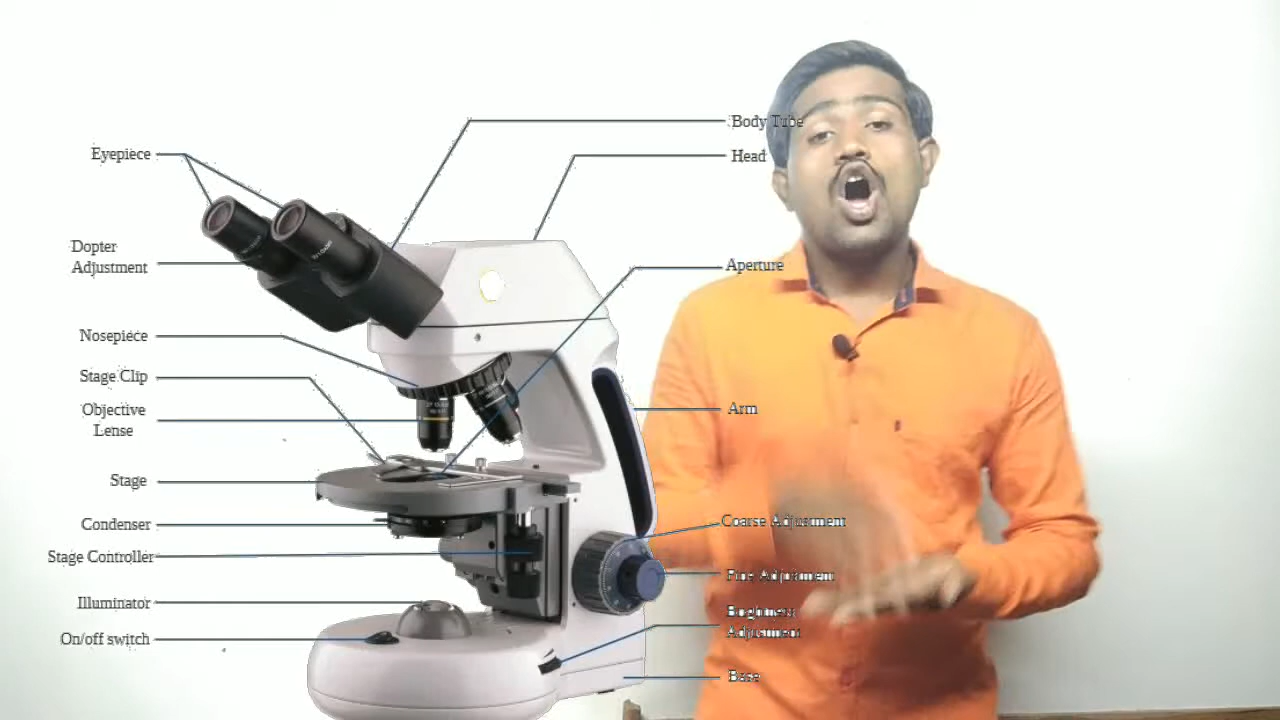 Body Tube
Head
Eyepiece
Dopter
Adjustment
Aperture
Nosepiece
Stage Clip
Objective
Lense
Arm
Stage
Condenser
Coarse Adjustment
Stage Controller
Fine Adjustment
Illuminator
Brightness
Adjustment
On/off switch
Base